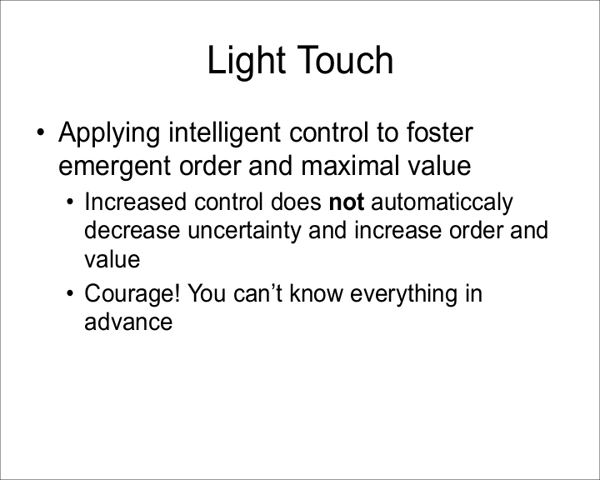 Light Touch
• Applying intelligent control to foster
emergent order and maximal value
• Increased control does not automaticcaly
decrease uncertainty and increase order and
value
• Courage! You can’t know everything in
advance